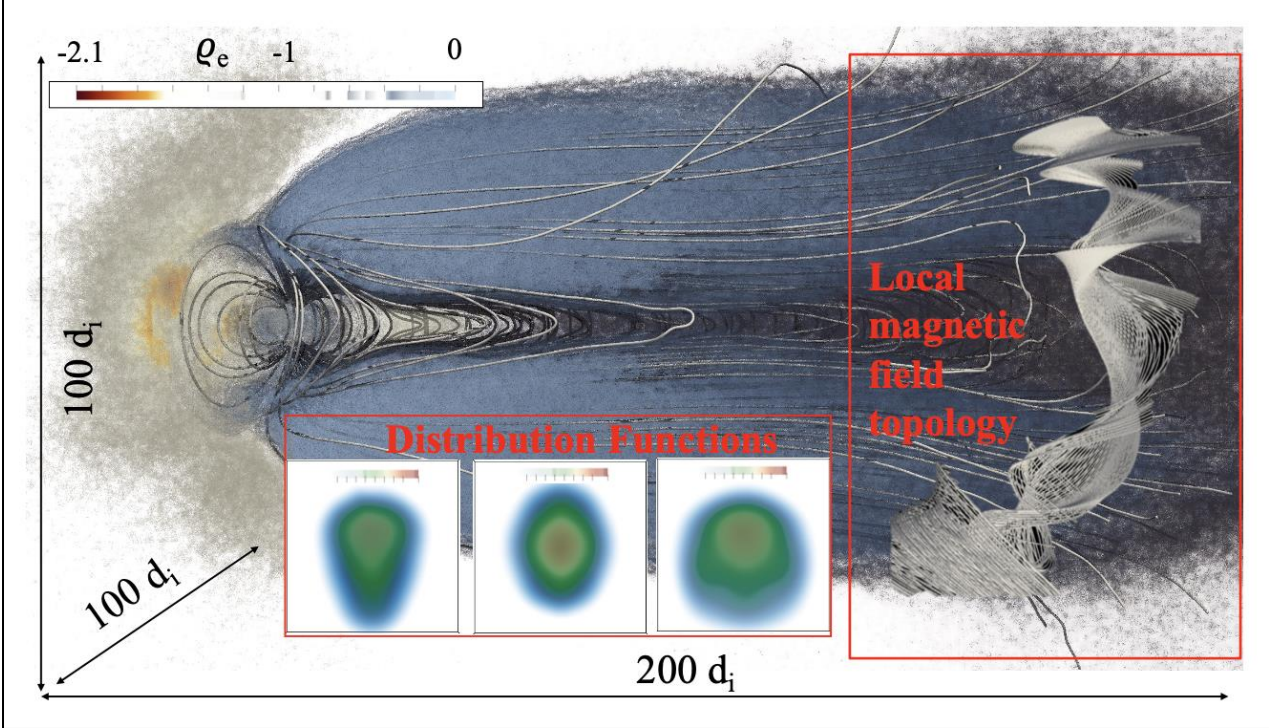 -2.1 ϱe -1 0
Local
magnetic
field
topology
Distribution Functions
100 di
100 di
200 di